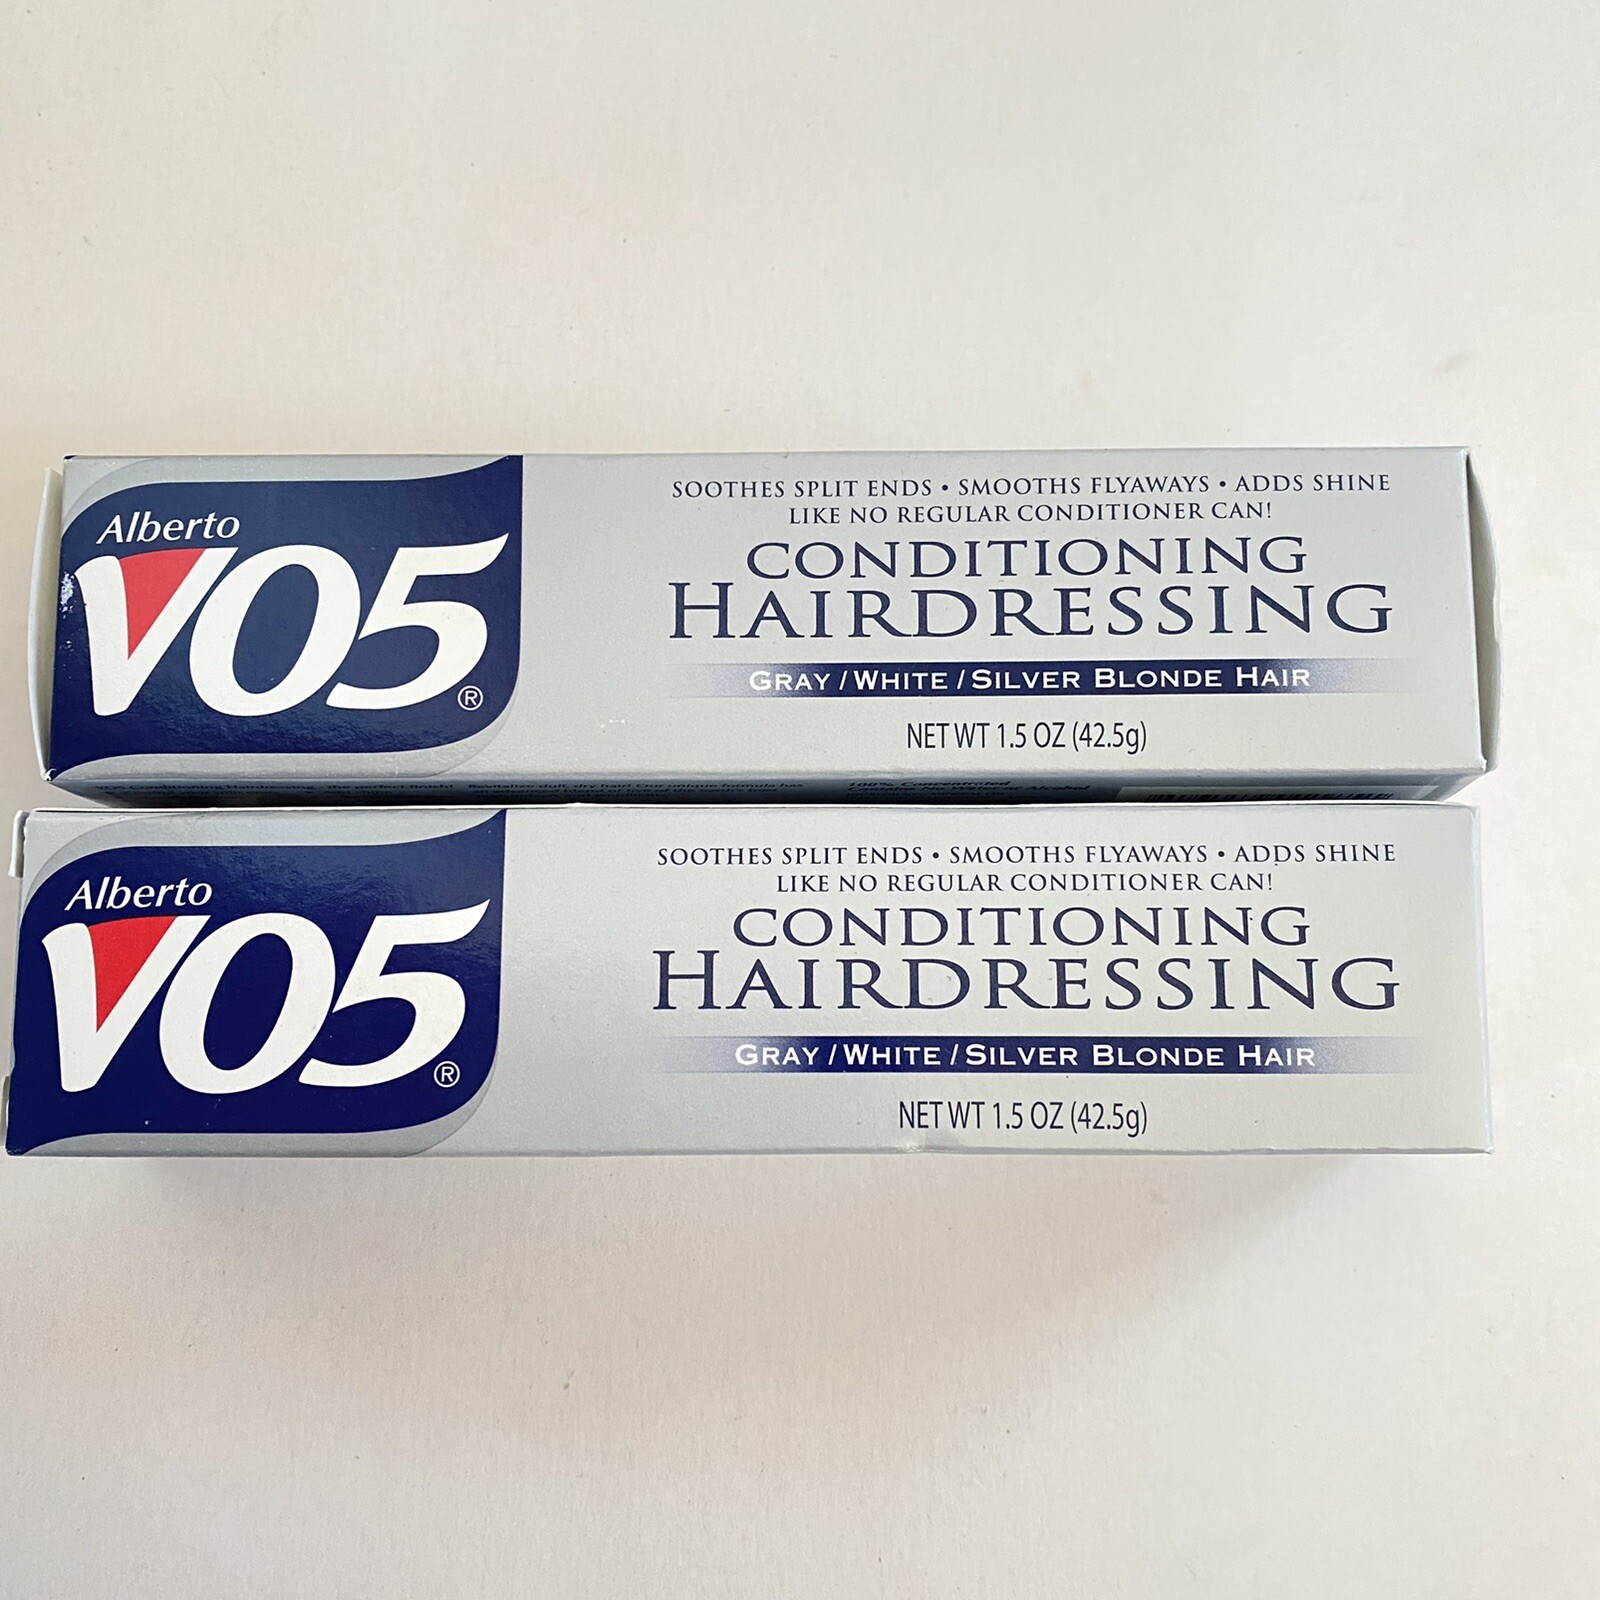 Alberto
VO5®
SOOTHES SPLIT ENDS • SMOOTHS FLYAWAYS • ADDS SHINE
LIKE NO REGULAR CONDITIONER CAN!
CONDITIONING
HAIRDRESSING
GRAY / WHITE / SILVER BLONDE HAIR
NET WT 1.5 OZ (42.5g)
100% Concentrated
Alberto
VO5®
SOOTHES SPLIT ENDS • SMOOTHS FLYAWAYS • ADDS SHINE
LIKE NO REGULAR CONDITIONER CAN!
CONDITIONING
HAIRDRESSING
GRAY / WHITE / SILVER BLONDE HAIR
NET WT 1.5 OZ (42.5g)